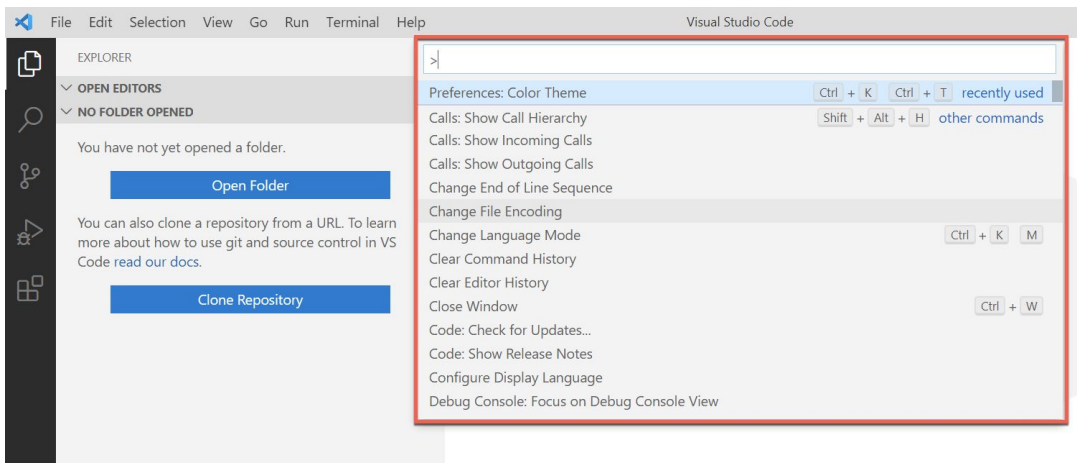 File Edit Selection View Go Run Terminal Help Visual Studio Code
EXPLORER
OPEN EDITORS
NO FOLDER OPENED
You have not yet opened a folder.
Open Folder
You can also clone a repository from a URL. To learn
more about how to use git and source control in VS
Code read our docs.
Clone Repository
>
Preferences: Color Theme Ctrl + K Ctrl + T recently used
Calls: Show Call Hierarchy Shift + Alt + H other commands
Calls: Show Incoming Calls
Calls: Show Outgoing Calls
Change End of Line Sequence
Change File Encoding
Change Language Mode Ctrl + K M
Clear Command History
Clear Editor History
Close Window Ctrl + W
Code: Check for Updates...
Code: Show Release Notes
Configure Display Language
Debug Console: Focus on Debug Console View